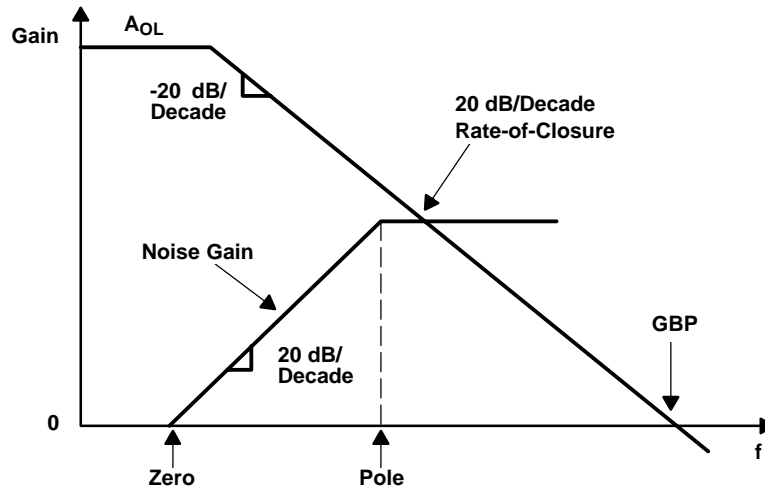 Gain
AOL
-20 dB/
Decade
20 dB/Decade
Rate-of-Closure
Noise Gain
20 dB/
Decade
GBP
0
f
Zero
Pole